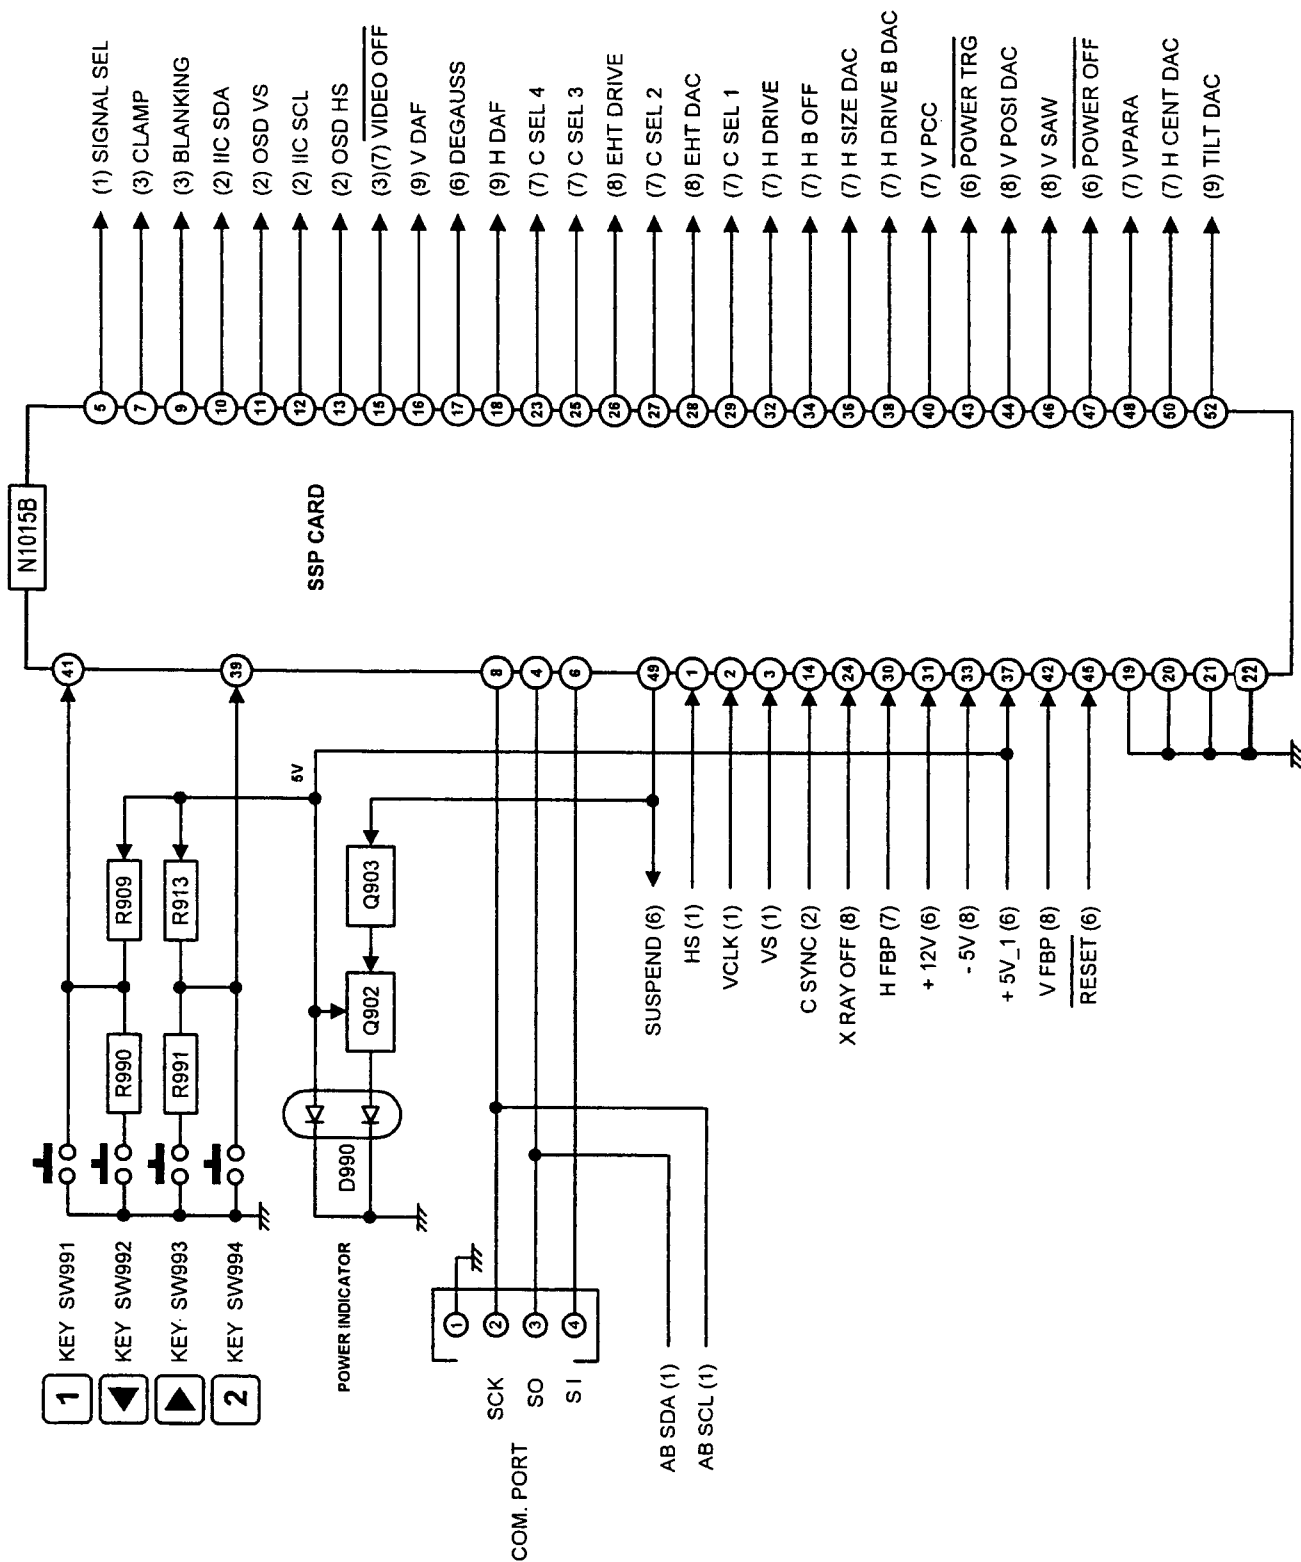 N1015B
SSP CARD
5 (1) SIGNAL SEL
7 (3) CLAMP
9 (3) BLANKING
10 (2) IIC SDA
11 (2) OSD VS
12 (2) IIC SCL
13 (2) OSD HS
15 (3)(7) VIDEO OFF
16 (9) V DAF
17 (6) DEGAUSS
18 (9) H DAF
23 (7) C SEL 4
25 (7) C SEL 3
26 (8) EHT DRIVE
27 (7) C SEL 2
28 (8) EHT DAC
29 (7) C SEL 1
32 (7) H DRIVE
34 (7) H B OFF
36 (7) H SIZE DAC
38 (7) H DRIVE B DAC
40 (7) V PCC
43 (6) POWER TRG
44 (8) V POSI DAC
46 (8) V SAW
47 (6) POWER OFF
48 (7) VPARA
50 (7) H CENT DAC
52 (9) TILT DAC
41
39
8
4
6
49
1
2
3
14
24
30
31
33
37
42
45
19
20
21
22
5V
R909
R913
R990
R991
Q903
Q902
D990
1 KEY SW991
◀ KEY SW992
▶ KEY SW993
2 KEY SW994
POWER INDICATOR
COM. PORT
1
SCK 2
SO 3
S I 4
AB SDA (1)
AB SCL (1)
SUSPEND (6)
HS (1)
VCLK (1)
VS (1)
C SYNC (2)
X RAY OFF (8)
H FBP (7)
+ 12V (6)
- 5V (8)
+ 5V_1 (6)
V FBP (8)
RESET (6)